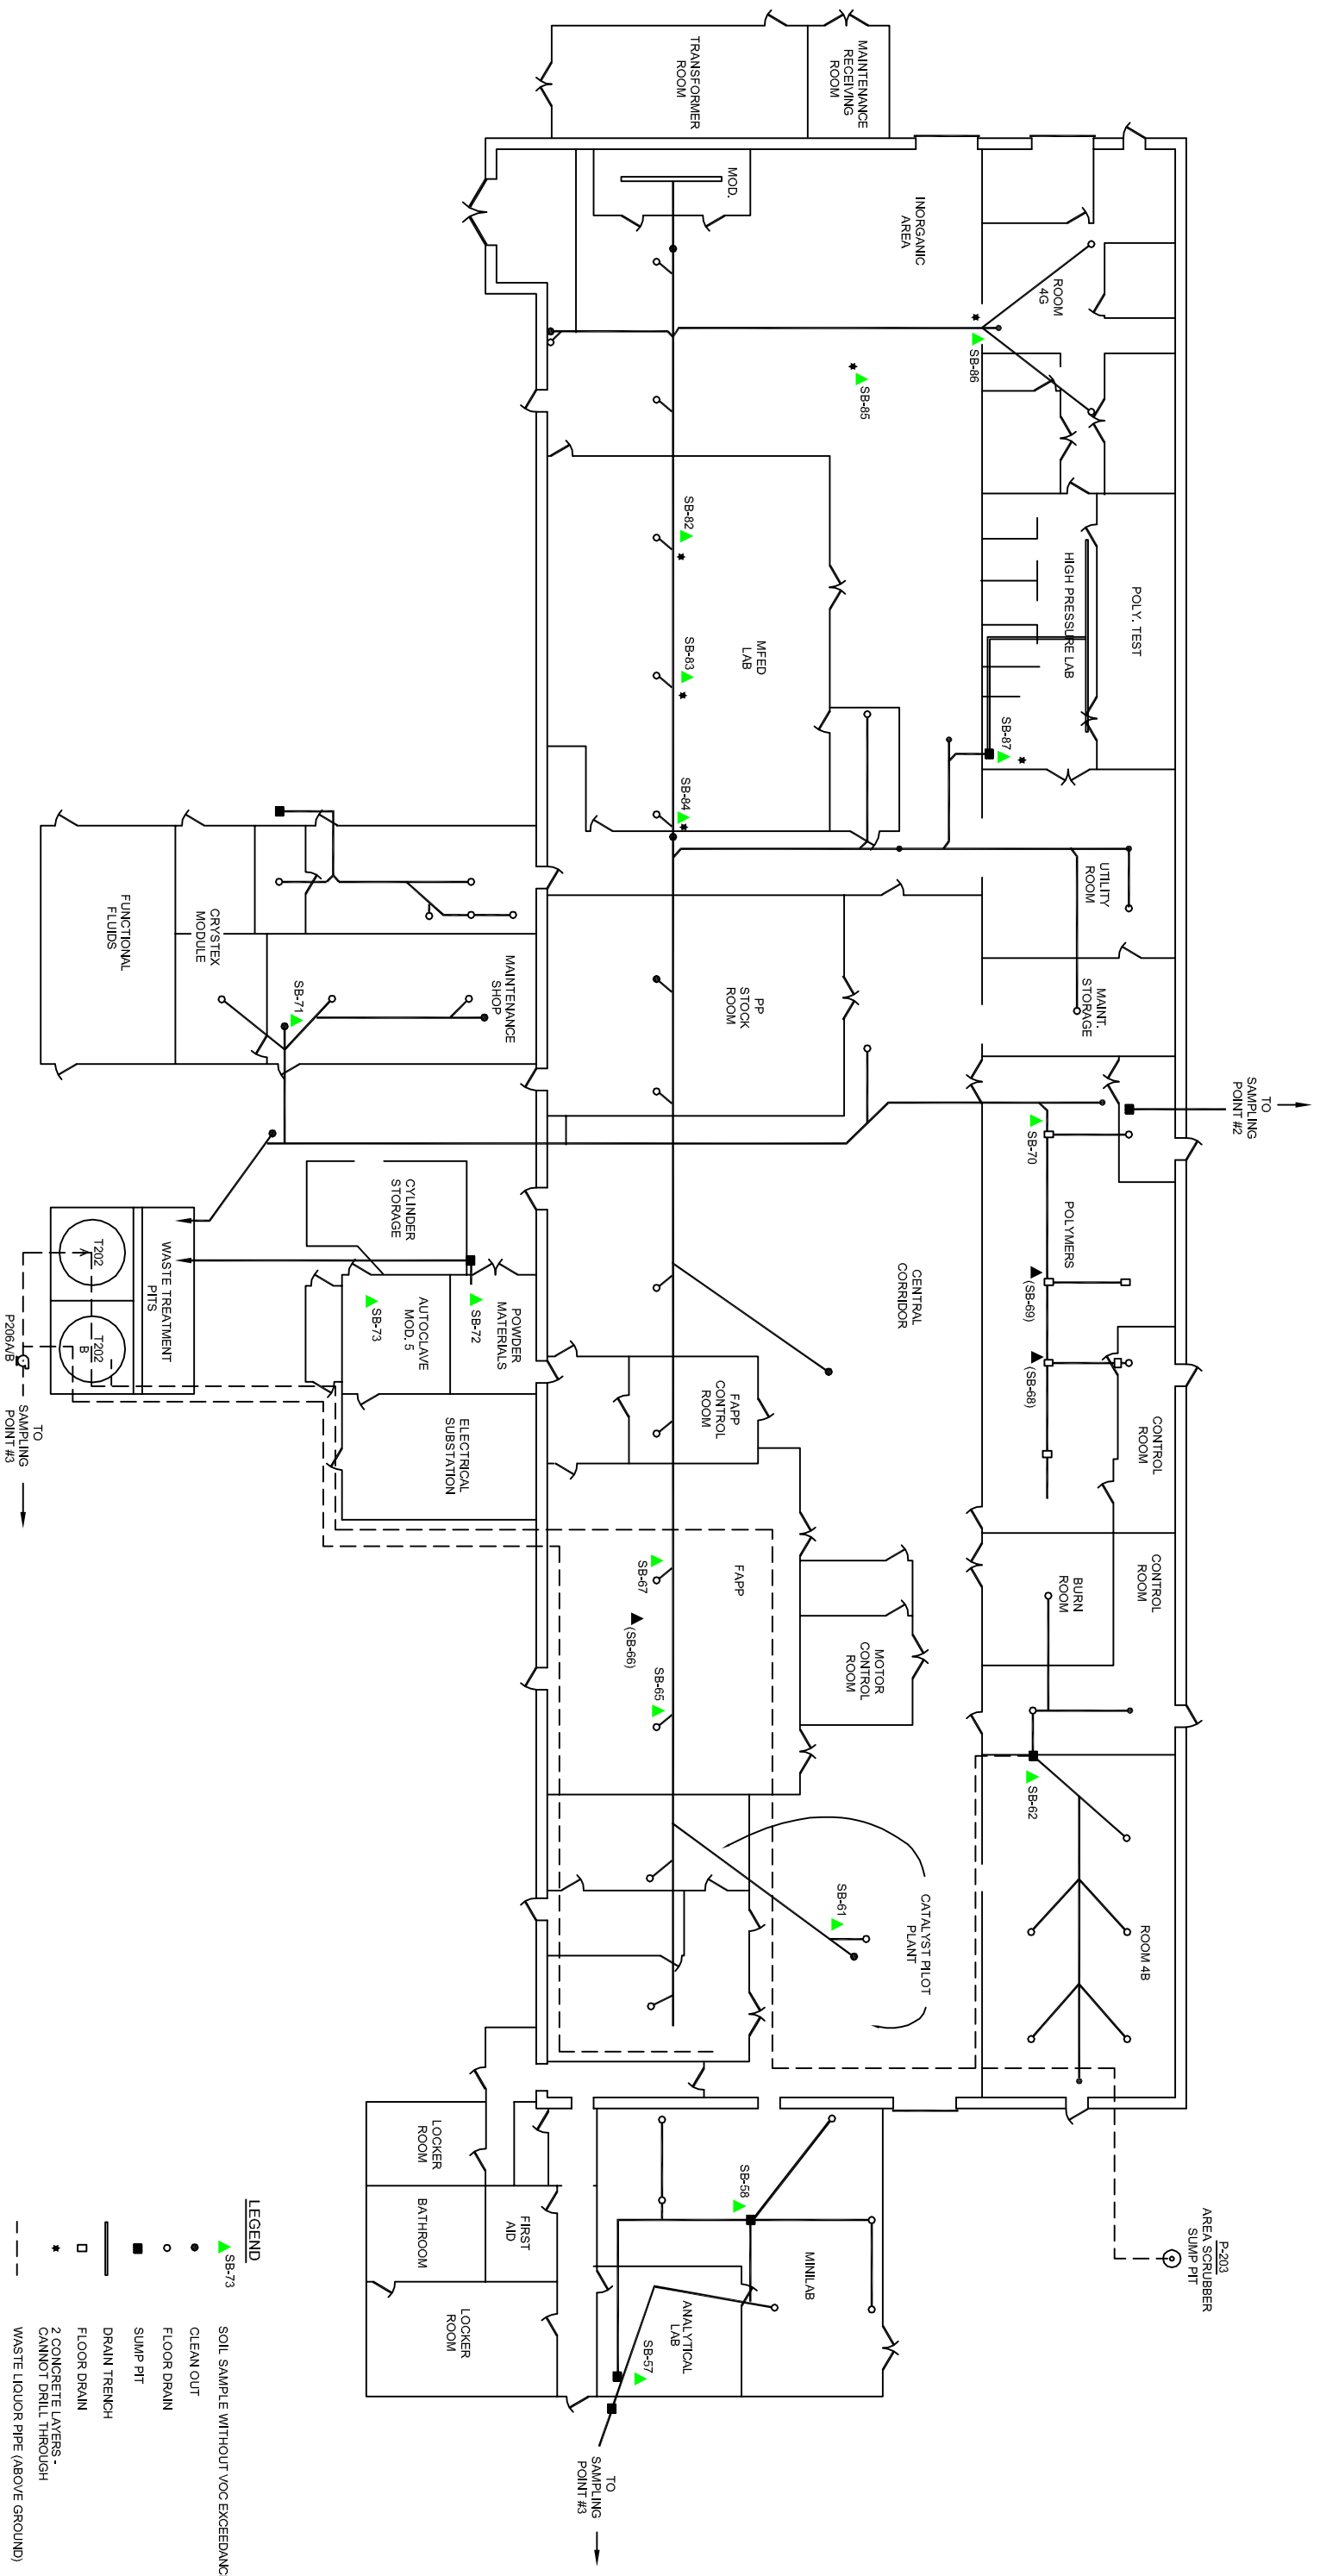 TRANSFORMER
ROOM
MAINTENANCE
RECEIVING
ROOM
MOD.
INORGANIC
AREA
ROOM
4G
SB-86
SB-85
SB-82
SB-83
SB-84
MFED
LAB
HIGH PRESSURE LAB
POLY. TEST
SB-87
UTILITY
ROOM
MAINT.
STORAGE
FUNCTIONAL
FLUIDS
CRYSTEX
MODULE
MAINTENANCE
SHOP
SB-71
PP
STOCK
ROOM
TO
SAMPLING
POINT #2
SB-70
POLYMERS
(SB-69)
(SB-68)
CONTROL
ROOM
CONTROL
ROOM
BURN
ROOM
CENTRAL
CORRIDOR
CYLINDER
STORAGE
WASTE TREATMENT
PITS
T202
A
T202
B
P206A/B
TO
SAMPLING
POINT #3
POWDER
MATERIALS
SB-72
AUTOCLAVE
MOD. 5
SB-73
ELECTRICAL
SUBSTATION
FAPP
CONTROL
ROOM
FAPP
SB-67
(SB-66)
SB-65
MOTOR
CONTROL
ROOM
SB-62
ROOM 4B
SB-61
CATALYST PILOT
PLANT
P-203
AREA SCRUBBER
SUMP PIT
LOCKER
ROOM
BATHROOM
FIRST
AID
LOCKER
ROOM
SB-58
MINILAB
ANALYTICAL
LAB
SB-57
TO
SAMPLING
POINT #3
LEGEND
SB-73
SOIL SAMPLE WITHOUT VOC EXCEEDANC
CLEAN OUT
FLOOR DRAIN
SUMP PIT
DRAIN TRENCH
FLOOR DRAIN
2 CONCRETE LAYERS -
CANNOT DRILL THROUGH
WASTE LIQUOR PIPE (ABOVE GROUND)